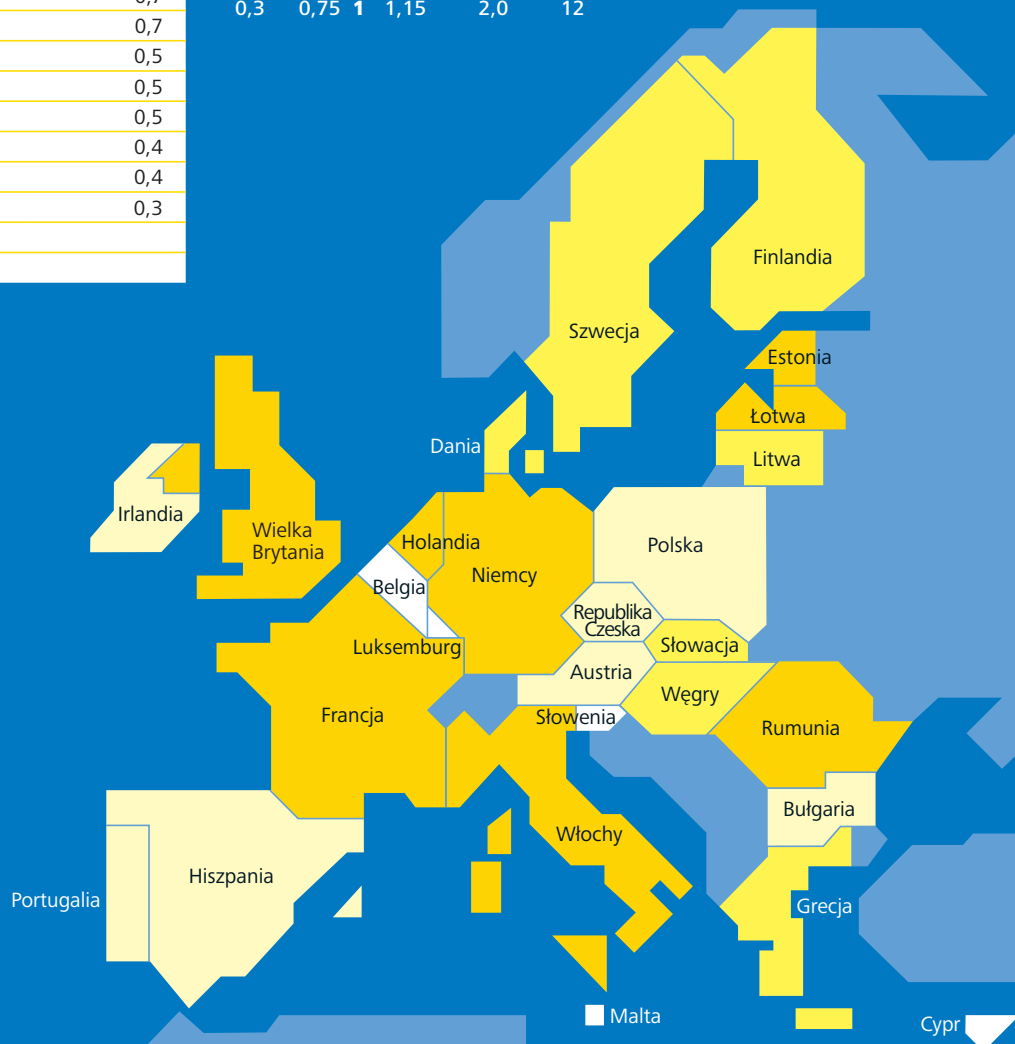 0,3 0,75 1 1,15 2,0 12
0,7
0,5
0,5
0,5
0,4
0,4
0,3
Finlandia
Szwecja
Estonia
Łotwa
Dania
Litwa
Irlandia
Wielka
Brytania
Holandia
Polska
Niemcy
Belgia
Republika
Czeska
Luksemburg
Słowacja
Austria
Węgry
Francja
Słowenia
Rumunia
Bułgaria
Włochy
Hiszpania
Portugalia
Grecja
Malta
Cypr